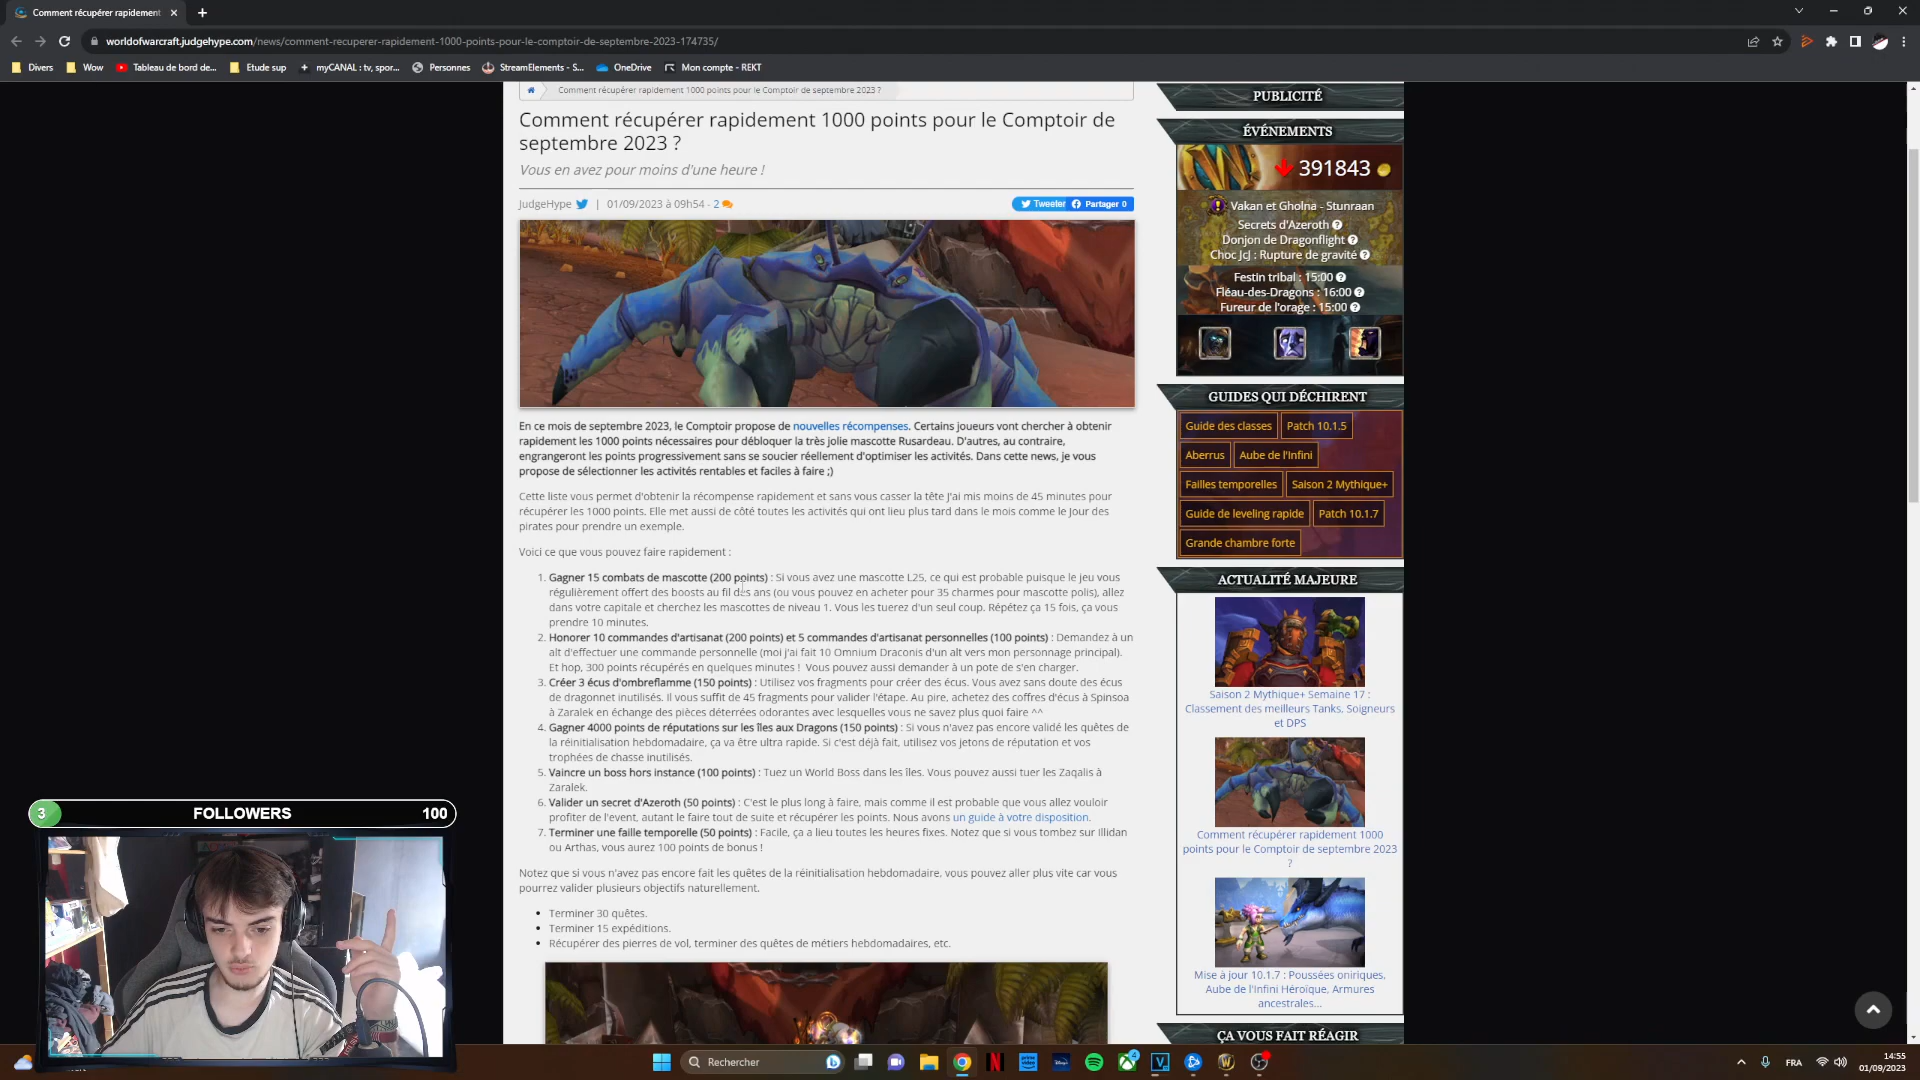 Comment récupérer rapidement
worldofwarcraft.judgehype.com/news/comment-recuperer-rapidement-1000-points-pour-le-comptoir-de-septembre-2023-174735/
Divers
Wow
Tableau de bord de...
Etude sup
myCANAL : tv, spor...
Personnes
StreamElements - S...
OneDrive
Mon compte - REKT
Comment récupérer rapidement 1000 points pour le Comptoir de septembre 2023 ?
Comment récupérer rapidement 1000 points pour le Comptoir de
septembre 2023 ?
Vous en avez pour moins d'une heure !
JudgeHype | 01/09/2023 à 09h54 - 2
Tweeter
Partager 0
En ce mois de septembre 2023, le Comptoir propose de nouvelles récompenses. Certains joueurs vont chercher à obtenir
rapidement les 1000 points nécessaires pour débloquer la très jolie mascotte Rusardeau. D'autres, au contraire,
engrangeront les points progressivement sans se soucier réellement d'optimiser les activités. Dans cette news, je vous
propose de sélectionner les activités rentables et faciles à faire ;)
Cette liste vous permet d'obtenir la récompense rapidement et sans vous casser la tête J'ai mis moins de 45 minutes pour
récupérer les 1000 points. Elle met aussi de côté toutes les activités qui ont lieu plus tard dans le mois comme le Jour des
pirates pour prendre un exemple.
Voici ce que vous pouvez faire rapidement :
1. Gagner 15 combats de mascotte (200 points) : Si vous avez une mascotte L25, ce qui est probable puisque le jeu vous
régulièrement offert des boosts au fil des ans (ou vous pouvez en acheter pour 35 charmes pour mascotte polis), allez
dans votre capitale et cherchez les mascottes de niveau 1. Vous les tuerez d'un seul coup. Répétez ça 15 fois, ça vous
prendre 10 minutes.
2. Honorer 10 commandes d'artisanat (200 points) et 5 commandes d'artisanat personnelles (100 points) : Demandez à un
alt d'effectuer une commande personnelle (moi j'ai fait 10 Omnium Draconis d'un alt vers mon personnage principal).
Et hop, 300 points récupérés en quelques minutes ! Vous pouvez aussi demander à un pote de s'en charger.
3. Créer 3 écus d'ombreflamme (150 points) : Utilisez vos fragments pour créer des écus. Vous avez sans doute des écus
de dragonnet inutilisés. Il vous suffit de 45 fragments pour valider l'étape. Au pire, achetez des coffres d'écus à Spinsoa
à Zaralek en échange des pièces déterrées odorantes avec lesquelles vous ne savez plus quoi faire ^^
4. Gagner 4000 points de réputations sur les îles aux Dragons (150 points) : Si vous n'avez pas encore validé les quêtes de
la réinitialisation hebdomadaire, ça va être ultra rapide. Si c'est déjà fait, utilisez vos jetons de réputation et vos
trophées de chasse inutilisés.
5. Vaincre un boss hors instance (100 points) : Tuez un World Boss dans les îles. Vous pouvez aussi tuer les Zaqalis à
Zaralek.
6. Valider un secret d'Azeroth (50 points) : C'est le plus long à faire, mais comme il est probable que vous allez vouloir
profiter de l'event, autant le faire tout de suite et récupérer les points. Nous avons un guide à votre disposition.
7. Terminer une faille temporelle (50 points) : Facile, ça a lieu toutes les heures fixes. Notez que si vous tombez sur Illidan
ou Arthas, vous aurez 100 points de bonus !
Notez que si vous n'avez pas encore fait les quêtes de la réinitialisation hebdomadaire, vous pouvez aller plus vite car vous
pourrez valider plusieurs objectifs naturellement.
Terminer 30 quêtes.
Terminer 15 expéditions.
Récupérer des pierres de vol, terminer des quêtes de métiers hebdomadaires, etc.
PUBLICITÉ
ÉVÉNEMENTS
391843
Vakan et Gholna - Stunraan
Secrets d'Azeroth
Donjon de Dragonflight
Choc JcJ : Rupture de gravité
Festin tribal : 15:00
Fléau-des-Dragons : 16:00
Fureur de l'orage : 15:00
GUIDES QUI DÉCHIRENT
Guide des classes
Patch 10.1.5
Aberrus
Aube de l'Infini
Failles temporelles
Saison 2 Mythique+
Guide de leveling rapide
Patch 10.1.7
Grande chambre forte
ACTUALITÉ MAJEURE
Saison 2 Mythique+ Semaine 17 :
Classement des meilleurs Tanks, Soigneurs
et DPS
Comment récupérer rapidement 1000
points pour le Comptoir de septembre 2023
?
Mise à jour 10.1.7 : Poussées oniriques,
Aube de l'Infini Héroïque, Armures
ancestrales...
ÇA VOUS FAIT RÉAGIR
3
FOLLOWERS
100
Rechercher
4
FRA
14:55
01/09/2023